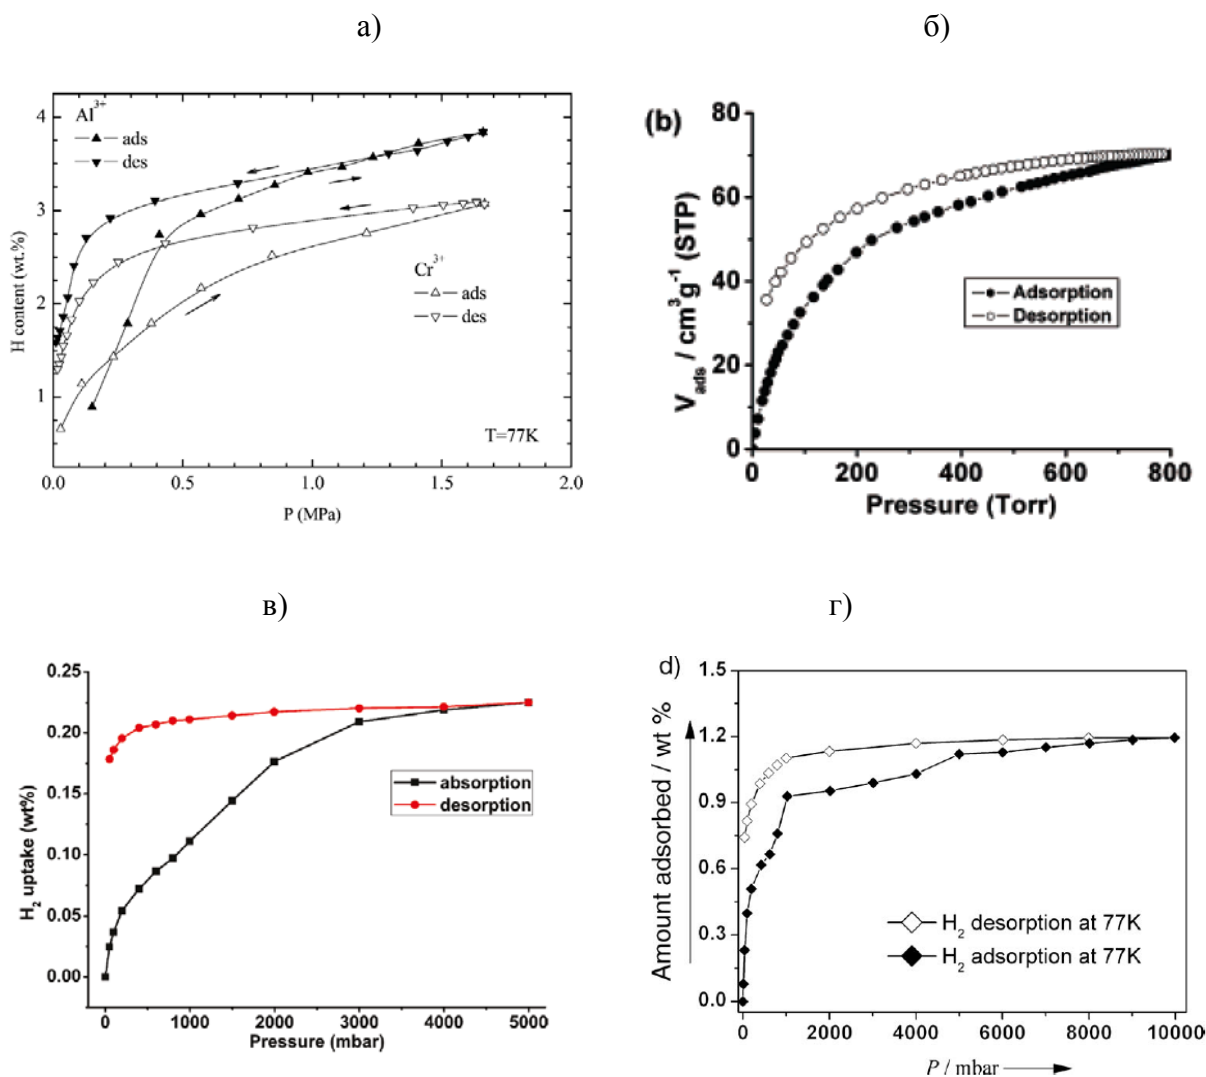 а)
б)
Al3+
ads
des
Cr3+
ads
des
T=77K
H content (wt.%)
4
3
2
1
0.0 0.5 1.0 1.5 2.0
P (MPa)
(b)
Vads / cm3g-1 (STP)
80
60
40
20
0
Adsorption
Desorption
0 200 400 600 800
Pressure (Torr)
в)
г)
H2 uptake (wt%)
0.25
0.20
0.15
0.10
0.05
0.00
absorption
desorption
0 1000 2000 3000 4000 5000
Pressure (mbar)
d)
Amount adsorbed / wt %
1.5
1.2
0.9
0.6
0.3
0.0
H2 desorption at 77K
H2 adsorption at 77K
0 2000 4000 6000 8000 10000
P / mbar